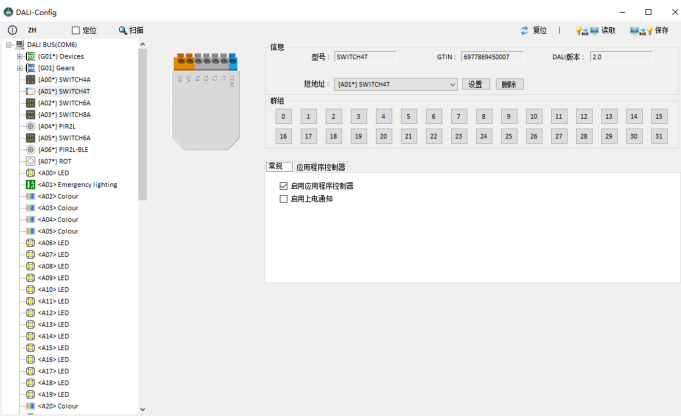 DALI-Config
ZH 定位 扫描 复位 | 读取 保存
DALI BUS(COM6)
[G01*) Devices
[G01] Gears
[A00*) SWITCH4A
[A01*) SWITCH4T
[A02*) SWITCH6A
[A03*) SWITCH8A
[A04*) PIR2L
[A05*) SWITCH6A
[A06*) PIR2L-BLE
[A07*) ROT
<A00> LED
<A01> Emergency lighting
<A02> Colour
<A03> Colour
<A04> Colour
<A05> Colour
<A06> LED
<A07> LED
<A08> LED
<A09> LED
<A10> LED
<A11> LED
<A12> LED
<A13> LED
<A14> LED
<A15> LED
<A16> LED
<A17> LED
<A18> LED
<A19> LED
<A20> Colour
DA DA T4 T3 T2 T1 COM
信息
型号: SWITCH4T GTIN: 6977869450007 DALI版本: 2.0
短地址: [A01*) SWITCH4T 设置 删除
群组
0 1 2 3 4 5 6 7 8 9 10 11 12 13 14 15
16 17 18 19 20 21 22 23 24 25 26 27 28 29 30 31
常规 应用程序控制器
启用应用程序控制器
启用上电通知